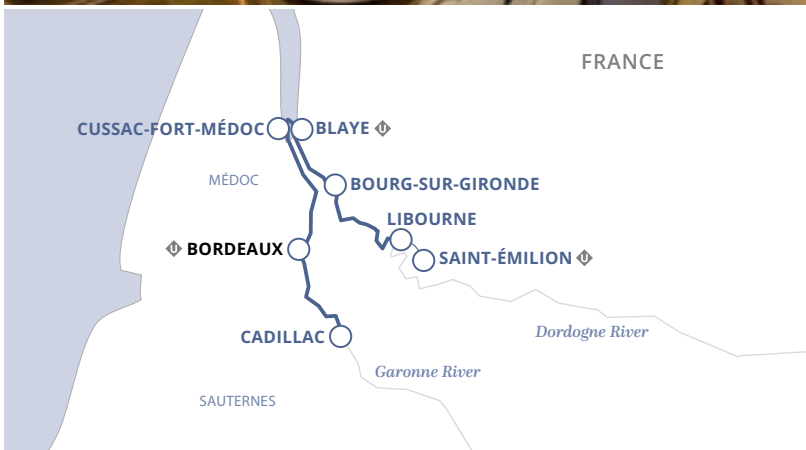 FRANCE
CUSSAC-FORT-MÉDOC
BLAYE
MÉDOC
BOURG-SUR-GIRONDE
LIBOURNE
BORDEAUX
SAINT-ÉMILION
Dordogne River
CADILLAC
Garonne River
SAUTERNES